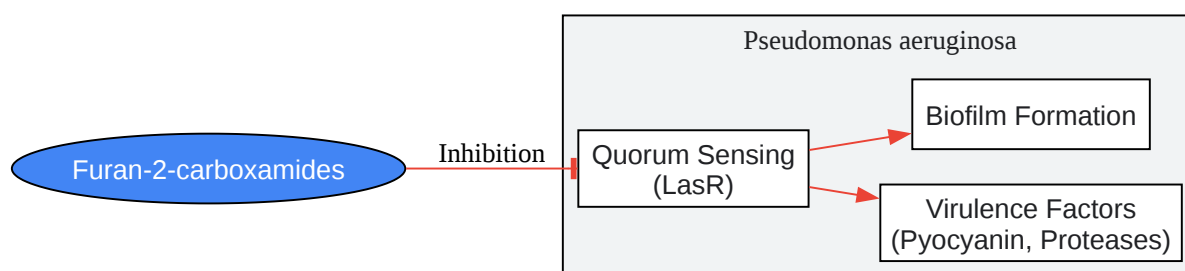 Pseudomonas aeruginosa
Biofilm Formation
Furan-2-carboxamides
Inhibition
Quorum Sensing
(LasR)
Virulence Factors
(Pyocyanin, Proteases)